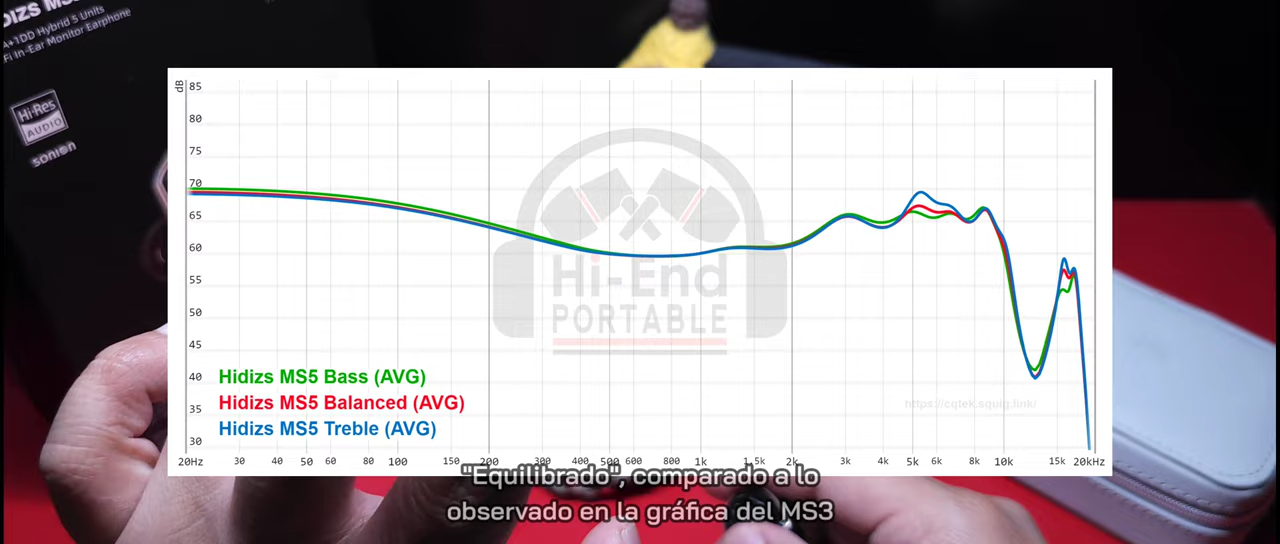 DIZS MS
A+1DD Hybrid 5 Units
Fi In-Ear Monitor Earphone
Hi-Res
AUDIO
SONION
dB
85
80
75
70
65
60
55
50
45
40
35
30
Hi-End
PORTABLE
Hidizs MS5 Bass (AVG)
Hidizs MS5 Balanced (AVG)
Hidizs MS5 Treble (AVG)
https://cqtek.squig.link/
20Hz 30 40 50 60 80 100 150 200 300 400 500 600 800 1k 1.5k 2k 3k 4k 5k 6k 8k 10k 15k 20kHz
"Equilibrado", comparado a lo
observado en la gráfica del MS3